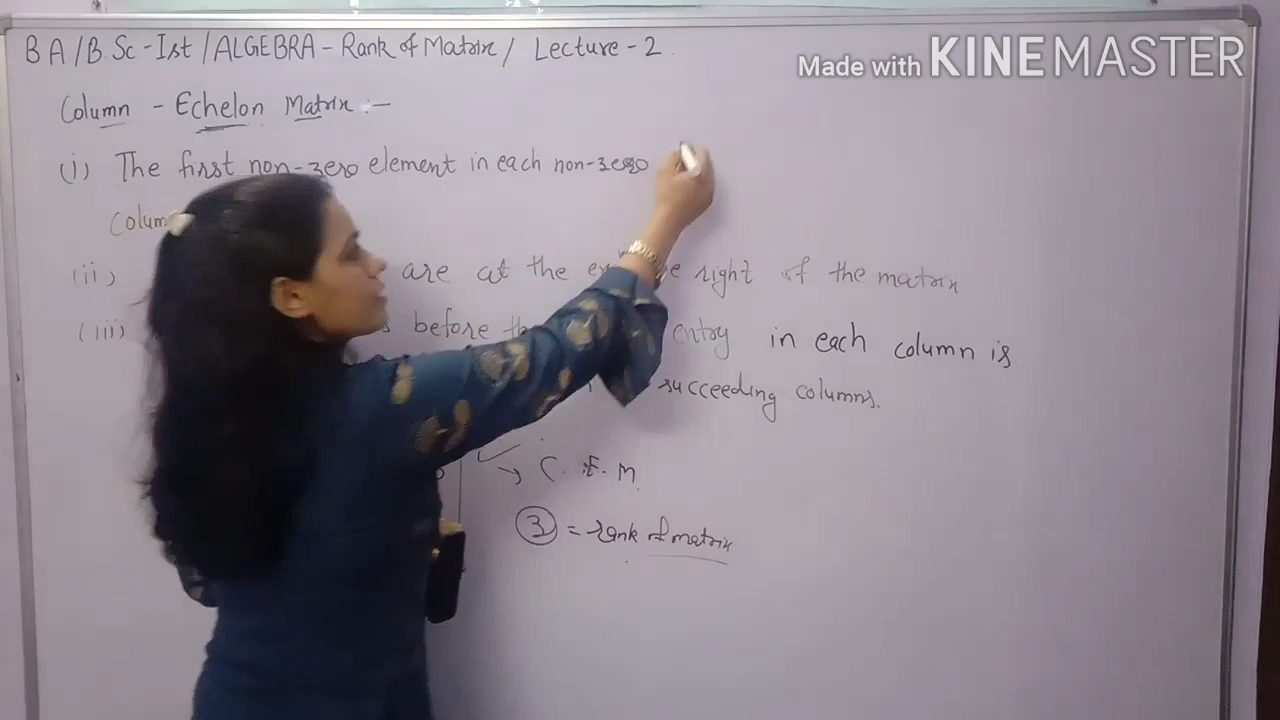 BA/B.Sc-Ist/ALGEBRA-Rank of Matrix/ Lecture-2
Made with KINEMASTER
Column - Echelon Matrix :-
(i) The first non-zero element in each non-zero
Colum
(ii) are at the right of the matrix
(iii) before entry in each column is
succeeding columns.
→ C. E. M
3 = rank of matrix